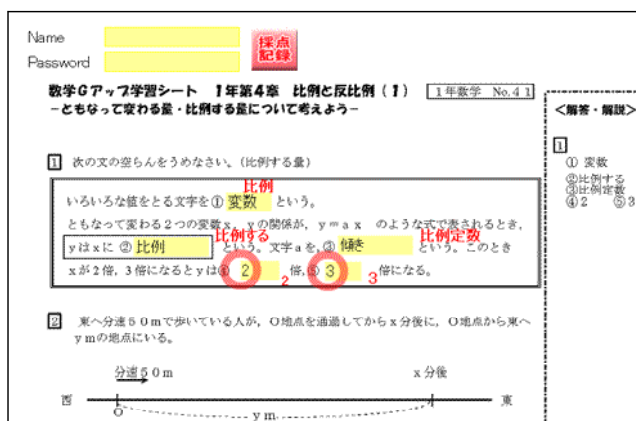 Name
Password
採点
記録
数学Gアップ学習シート 1年第4章 比例と反比例(1)
1年数学 No.41
-ともなって変わる量・比例する量について考えよう-
1 次の文の空らんをうめなさい。(比例する量)
比例
いろいろな値をとる文字を① 変数 という。
ともなって変わる2つの変数x, yの関係が, y=ax のような式で表されるとき,
比例する 比例定数
yはxに ② 比例 という。文字aを, ③ 傾き という。このとき
xが2倍, 3倍になるとyは④ 2 倍, ⑤ 3 倍になる。
2 3
2 東へ分速50mで歩いている人が, O地点を通過してからx分後に, O地点から東へ
ymの地点にいる。
分速50m x分後
西 東
O
ym
<解答・解説>
1
① 変数
②比例する
③比例定数
④2 ⑤3